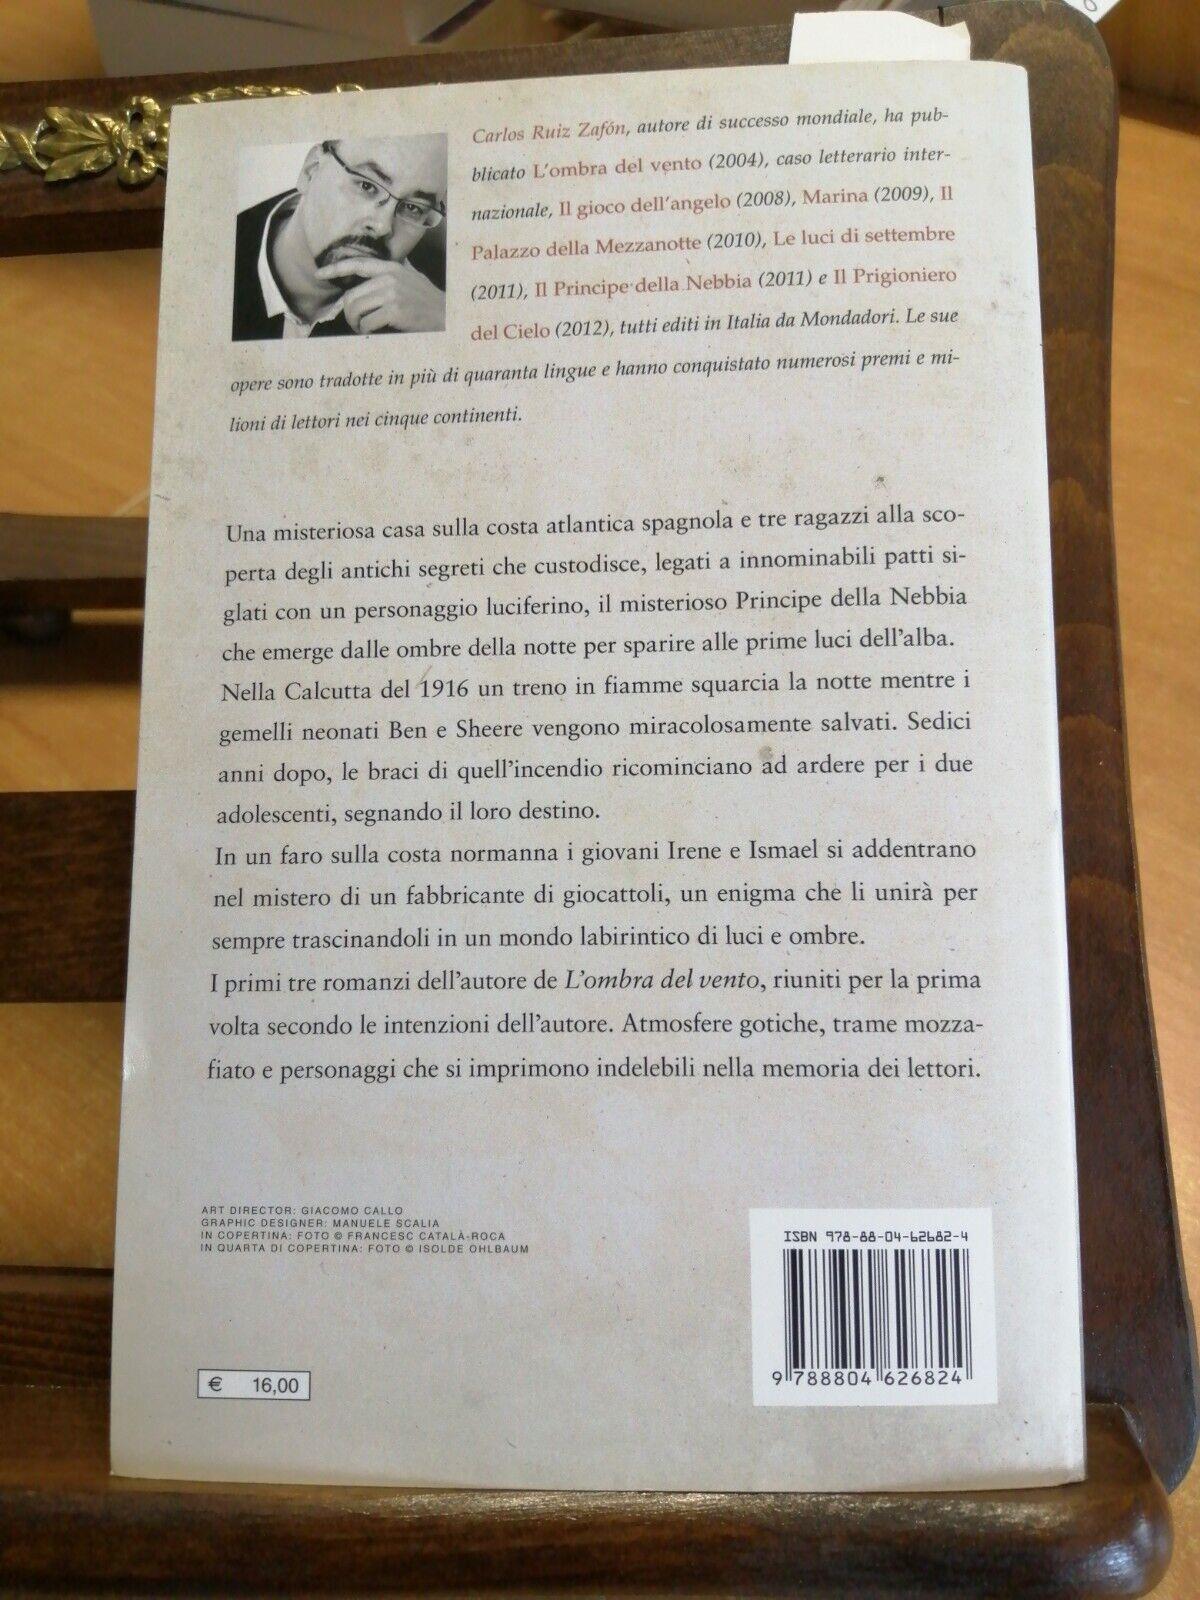 Carlos Ruiz Zafón, autore di successo mondiale, ha pub-
blicato L'ombra del vento (2004), caso letterario inter-
nazionale, Il gioco dell'angelo (2008), Marina (2009), Il
Palazzo della Mezzanotte (2010), Le luci di settembre
(2011), Il Principe della Nebbia (2011) e Il Prigioniero
del Cielo (2012), tutti editi in Italia da Mondadori. Le sue
opere sono tradotte in più di quaranta lingue e hanno conquistato numerosi premi e mi-
lioni di lettori nei cinque continenti.
Una misteriosa casa sulla costa atlantica spagnola e tre ragazzi alla sco-
perta degli antichi segreti che custodisce, legati a innominabili patti si-
glati con un personaggio luciferino, il misterioso Principe della Nebbia
che emerge dalle ombre della notte per sparire alle prime luci dell'alba.
Nella Calcutta del 1916 un treno in fiamme squarcia la notte mentre i
gemelli neonati Ben e Sheere vengono miracolosamente salvati. Sedici
anni dopo, le braci di quell'incendio ricominciano ad ardere per i due
adolescenti, segnando il loro destino.
In un faro sulla costa normanna i giovani Irene e Ismael si addentrano
nel mistero di un fabbricante di giocattoli, un enigma che li unirà per
sempre trascinandoli in un mondo labirintico di luci e ombre.
I primi tre romanzi dell'autore de L'ombra del vento, riuniti per la prima
volta secondo le intenzioni dell'autore. Atmosfere gotiche, trame mozza-
fiato e personaggi che si imprimono indelebili nella memoria dei lettori.
ART DIRECTOR: GIACOMO CALLO
GRAPHIC DESIGNER: MANUELE SCALIA
IN COPERTINA: FOTO © FRANCESC CATALÀ-ROCA
IN QUARTA DI COPERTINA: FOTO © ISOLDE OHLBAUM
ISBN 978-88-04-62682-4
9 788804 626824
€ 16,00